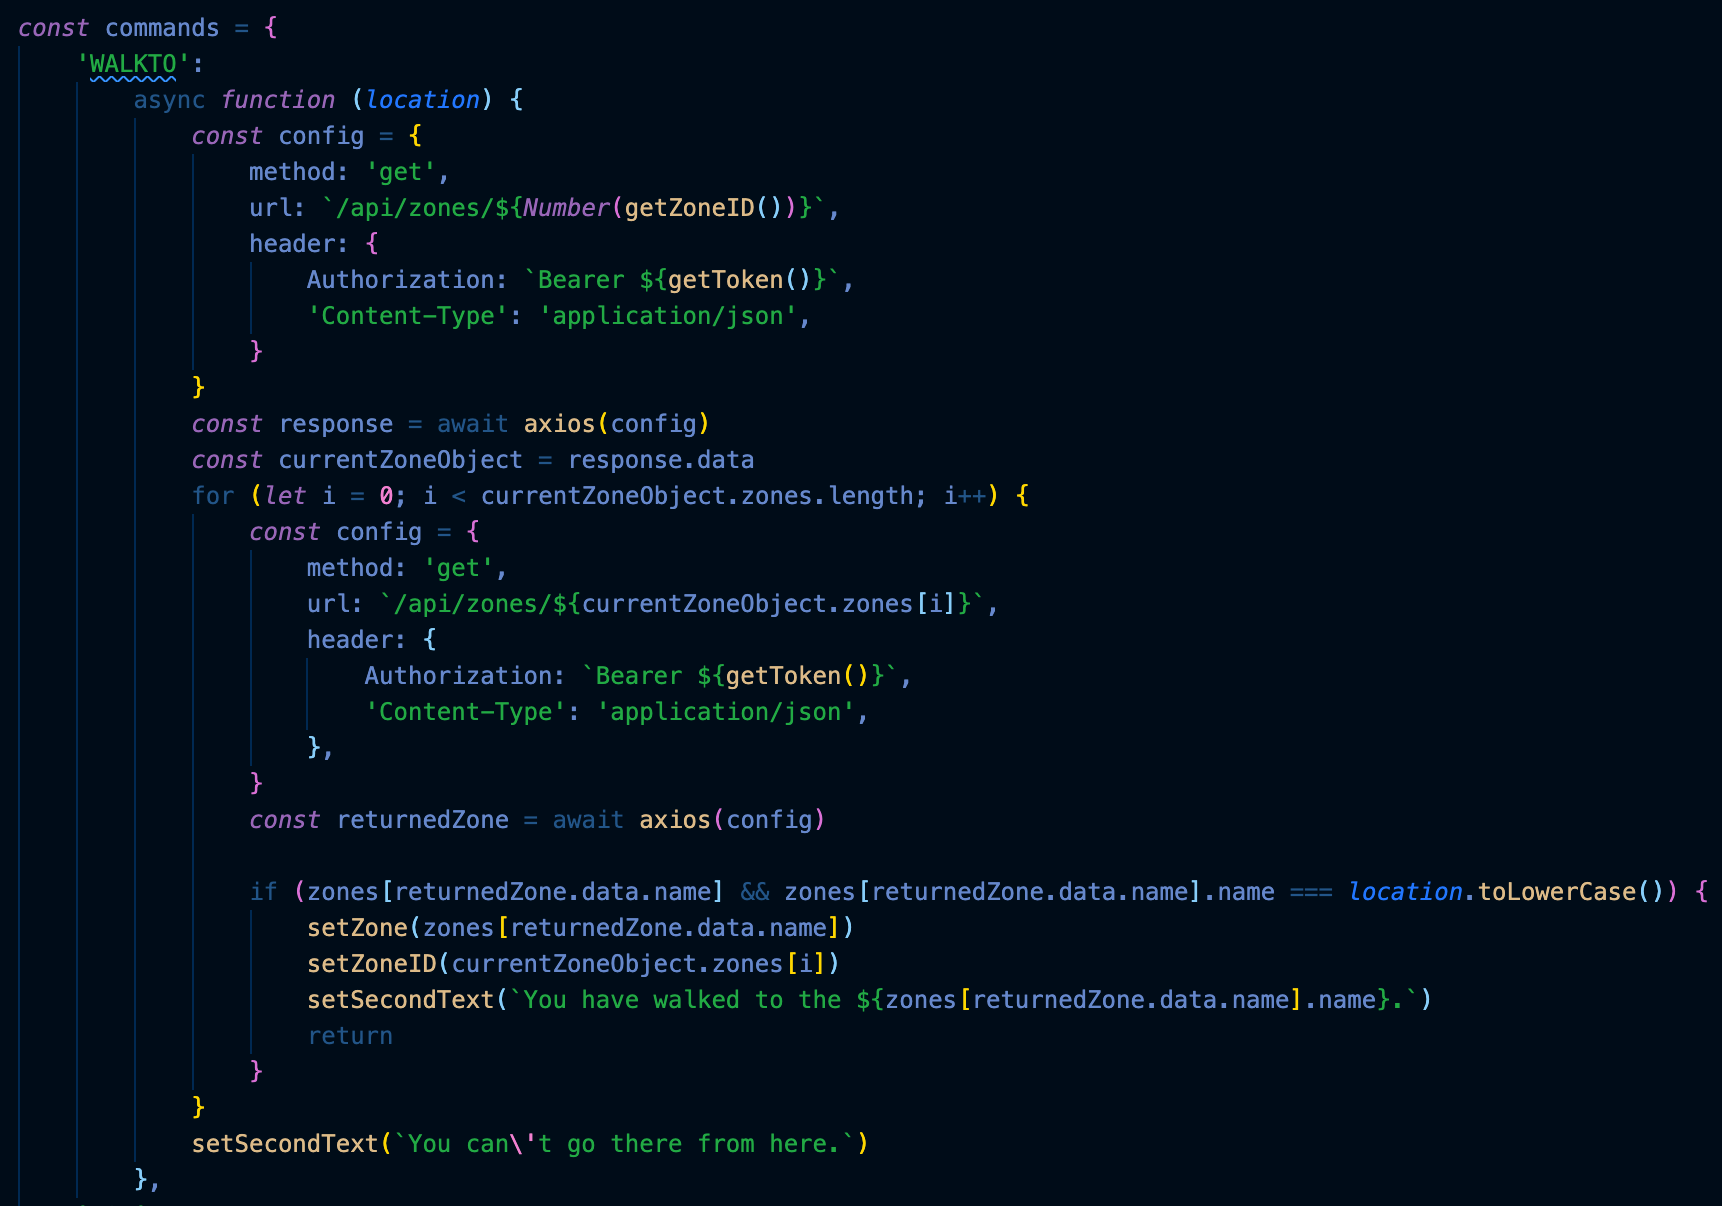 const commands = {
    'WALKTO':
        async function (location) {
            const config = {
                method: 'get',
                url: `/api/zones/${Number(getZoneID())}`,
                header: {
                    Authorization: `Bearer ${getToken()}`,
                    'Content-Type': 'application/json',
                }
            }
            const response = await axios(config)
            const currentZoneObject = response.data
            for (let i = 0; i < currentZoneObject.zones.length; i++) {
                const config = {
                    method: 'get',
                    url: `/api/zones/${currentZoneObject.zones[i]}`,
                    header: {
                        Authorization: `Bearer ${getToken()}`,
                        'Content-Type': 'application/json',
                    },
                }
                const returnedZone = await axios(config)

                if (zones[returnedZone.data.name] && zones[returnedZone.data.name].name === location.toLowerCase()) {
                    setZone(zones[returnedZone.data.name])
                    setZoneID(currentZoneObject.zones[i])
                    setSecondText(`You have walked to the ${zones[returnedZone.data.name].name}.`)
                    return
                }
            }
            setSecondText(`You can\'t go there from here.`)
        },